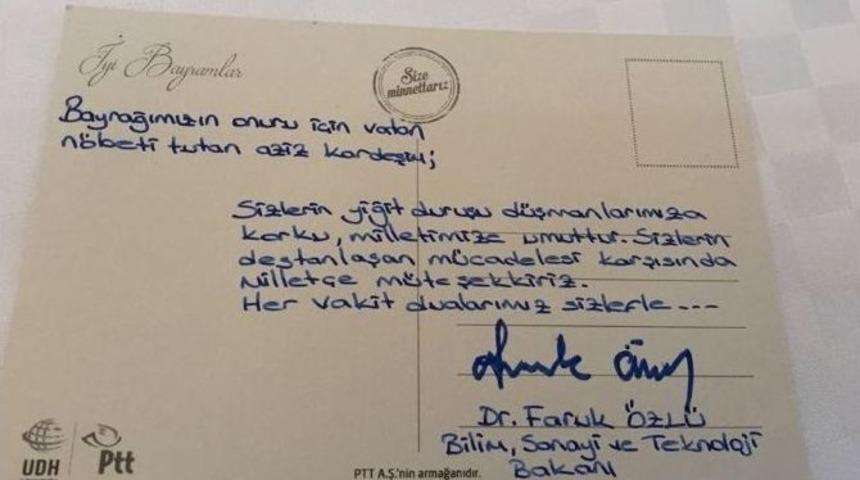 İyi Bayramlar
Size
minnettarız
Bayrağımızın onuru için vatan
nöbeti tutan aziz kardeşim;
Sizlerin yiğit duruşu düşmanlarımıza
korku, milletimize umuttur. Sizlerin
destanlaşan mücadelesi karşısında
Milletçe müteşekkiriz.
Her vakit dualarımız sizlerle ---
Dr. Faruk ÖZLÜ
Bilim, Sanayi ve Teknoloji
Bakanı
UDH
Ptt
PTT A.Ş.'nin armağanıdır.